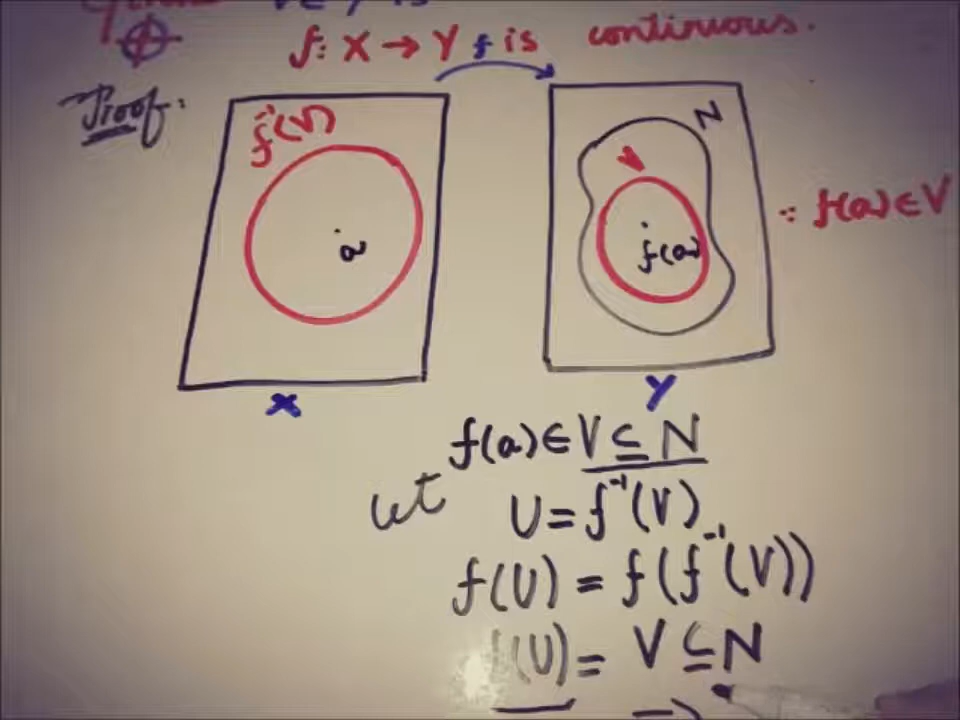 f: X → Y f is continuous.
Proof:
f⁻¹(V)
a
X
N
V
f(a)
Y
∵ f(a) ∈ V
f(a) ∈ V ⊆ N
let U = f⁻¹(V)
f(U) = f(f⁻¹(V))
(U) = V ⊆ N